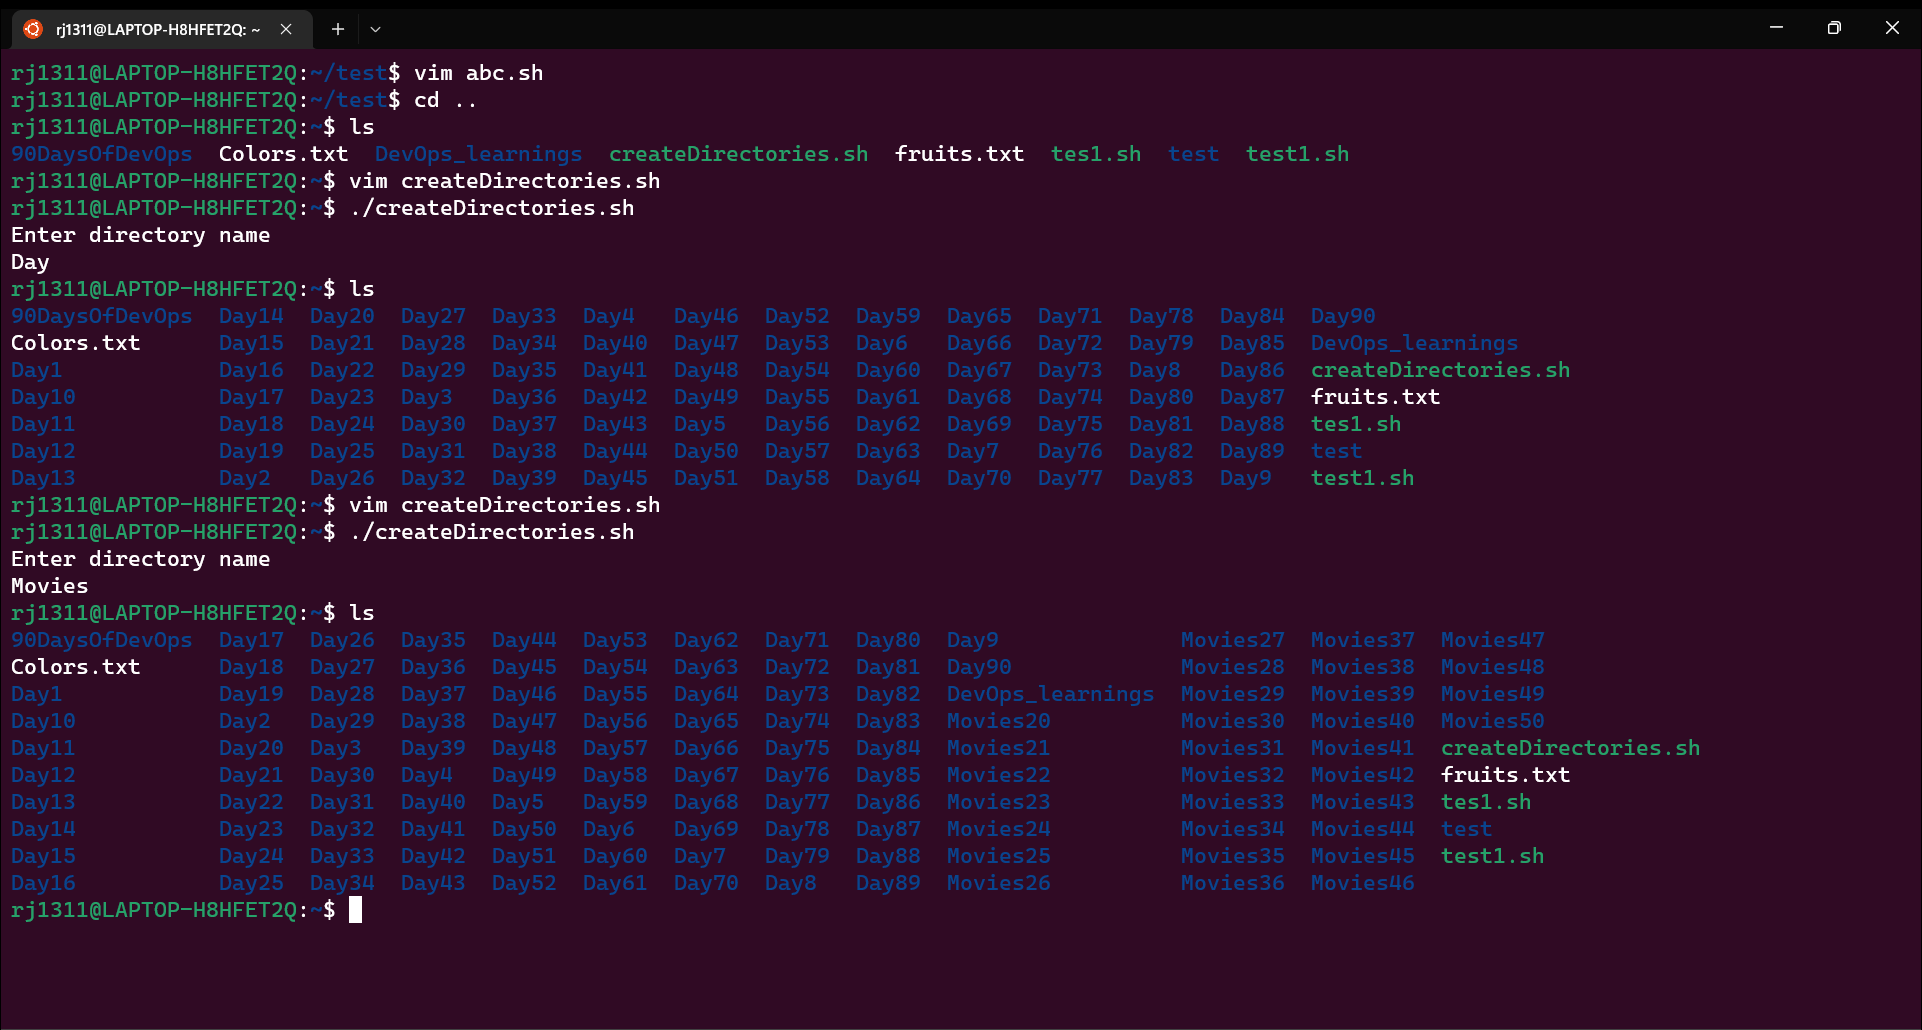 rj1311@LAPTOP-H8HFET2Q: ~
rj1311@LAPTOP-H8HFET2Q:~/test$ vim abc.sh
rj1311@LAPTOP-H8HFET2Q:~/test$ cd ..
rj1311@LAPTOP-H8HFET2Q:~$ ls
90DaysOfDevOps  Colors.txt  DevOps_learnings  createDirectories.sh  fruits.txt  tes1.sh  test  test1.sh
rj1311@LAPTOP-H8HFET2Q:~$ vim createDirectories.sh
rj1311@LAPTOP-H8HFET2Q:~$ ./createDirectories.sh
Enter directory name
Day
rj1311@LAPTOP-H8HFET2Q:~$ ls
90DaysOfDevOps  Day14  Day20  Day27  Day33  Day4   Day46  Day52  Day59  Day65  Day71  Day78  Day84  Day90
Colors.txt      Day15  Day21  Day28  Day34  Day40  Day47  Day53  Day6   Day66  Day72  Day79  Day85  DevOps_learnings
Day1            Day16  Day22  Day29  Day35  Day41  Day48  Day54  Day60  Day67  Day73  Day8   Day86  createDirectories.sh
Day10           Day17  Day23  Day3   Day36  Day42  Day49  Day55  Day61  Day68  Day74  Day80  Day87  fruits.txt
Day11           Day18  Day24  Day30  Day37  Day43  Day5   Day56  Day62  Day69  Day75  Day81  Day88  tes1.sh
Day12           Day19  Day25  Day31  Day38  Day44  Day50  Day57  Day63  Day7   Day76  Day82  Day89  test
Day13           Day2   Day26  Day32  Day39  Day45  Day51  Day58  Day64  Day70  Day77  Day83  Day9   test1.sh
rj1311@LAPTOP-H8HFET2Q:~$ vim createDirectories.sh
rj1311@LAPTOP-H8HFET2Q:~$ ./createDirectories.sh
Enter directory name
Movies
rj1311@LAPTOP-H8HFET2Q:~$ ls
90DaysOfDevOps  Day17  Day26  Day35  Day44  Day53  Day62  Day71  Day80  Day9              Movies27  Movies37  Movies47
Colors.txt      Day18  Day27  Day36  Day45  Day54  Day63  Day72  Day81  Day90             Movies28  Movies38  Movies48
Day1            Day19  Day28  Day37  Day46  Day55  Day64  Day73  Day82  DevOps_learnings  Movies29  Movies39  Movies49
Day10           Day2   Day29  Day38  Day47  Day56  Day65  Day74  Day83  Movies20          Movies30  Movies40  Movies50
Day11           Day20  Day3   Day39  Day48  Day57  Day66  Day75  Day84  Movies21          Movies31  Movies41  createDirectories.sh
Day12           Day21  Day30  Day4   Day49  Day58  Day67  Day76  Day85  Movies22          Movies32  Movies42  fruits.txt
Day13           Day22  Day31  Day40  Day5   Day59  Day68  Day77  Day86  Movies23          Movies33  Movies43  tes1.sh
Day14           Day23  Day32  Day41  Day50  Day6   Day69  Day78  Day87  Movies24          Movies34  Movies44  test
Day15           Day24  Day33  Day42  Day51  Day60  Day7   Day79  Day88  Movies25          Movies35  Movies45  test1.sh
Day16           Day25  Day34  Day43  Day52  Day61  Day70  Day8   Day89  Movies26          Movies36  Movies46
rj1311@LAPTOP-H8HFET2Q:~$